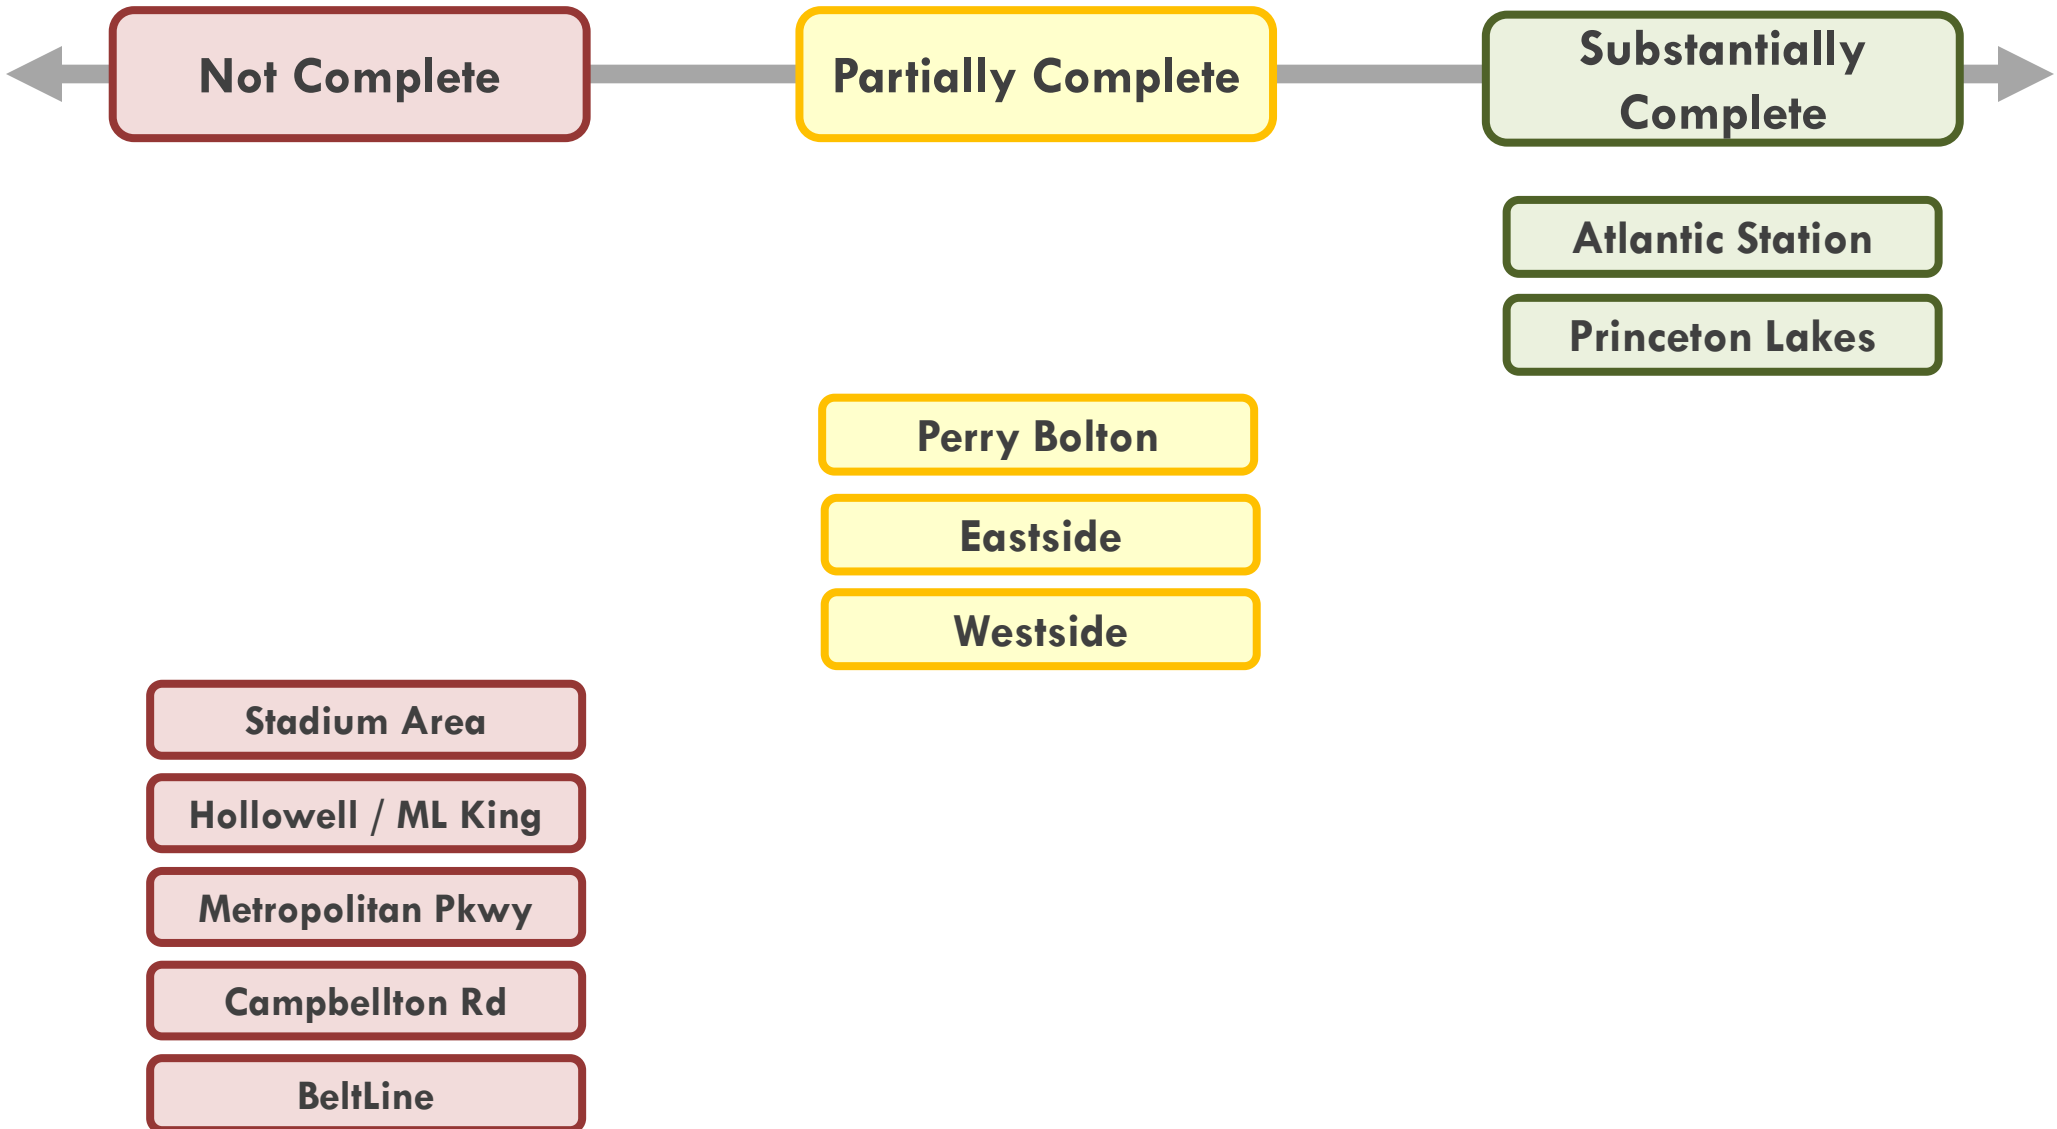 Not Complete
Partially Complete
Substantially
Complete
Atlantic Station
Princeton Lakes
Perry Bolton
Eastside
Westside
Stadium Area
Hollowell / ML King
Metropolitan Pkwy
Campbellton Rd
BeltLine